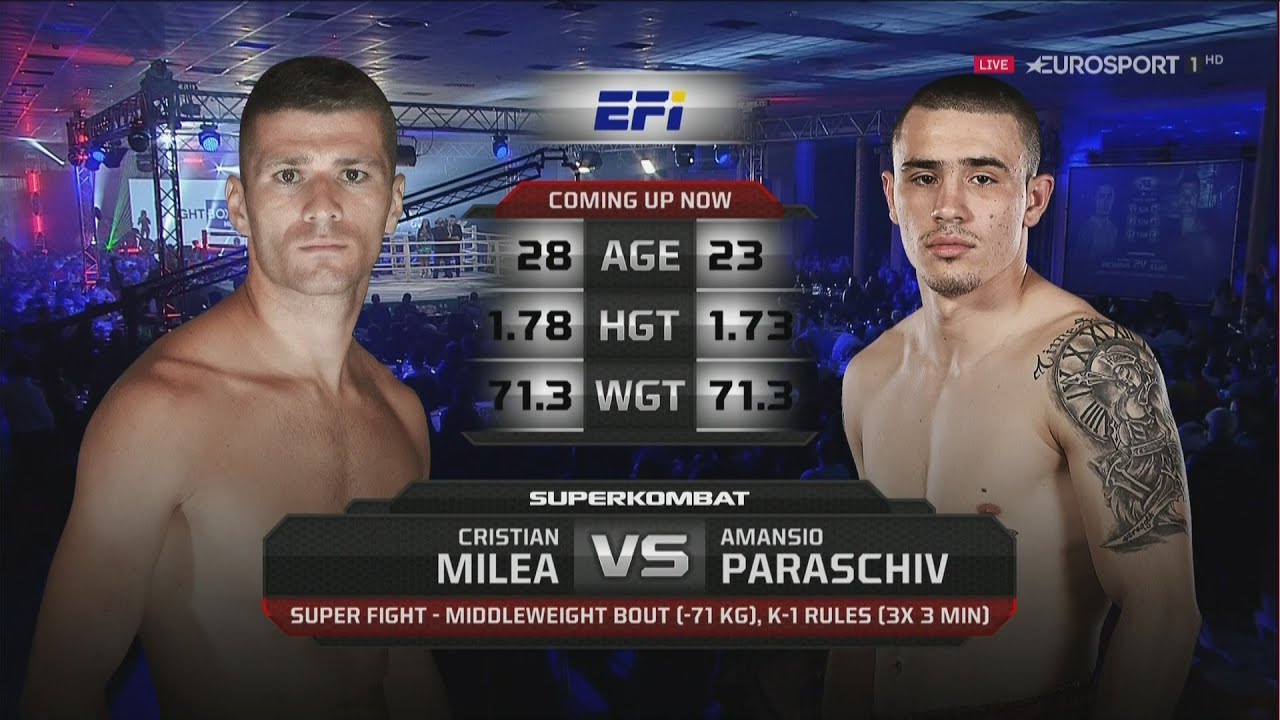 LIVE EUROSPORT 1 HD
EFi
COMING UP NOW
28 AGE 23
1.78 HGT 1.73
71.3 WGT 71.3
SUPERKOMBAT
CRISTIAN
MILEA
VS
AMANSIO
PARASCHIV
SUPER FIGHT - MIDDLEWEIGHT BOUT (-71 KG), K-1 RULES (3X 3 MIN)